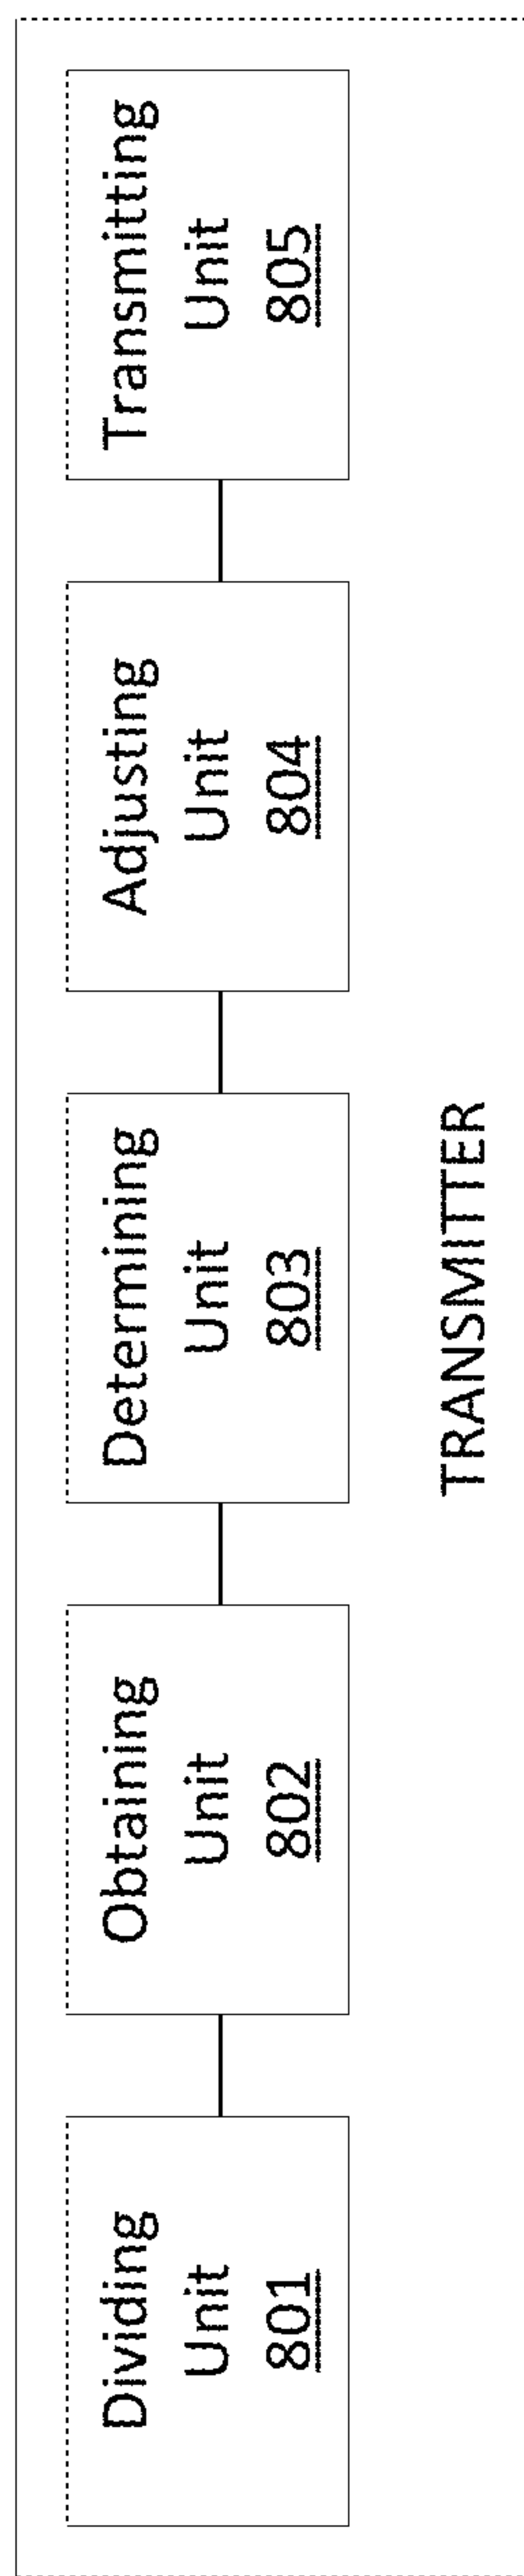 Dividing
Unit
801
Obtaining
Unit
802
Determining
Unit
803
Adjusting
Unit
804
Transmitting
Unit
805
TRANSMITTER